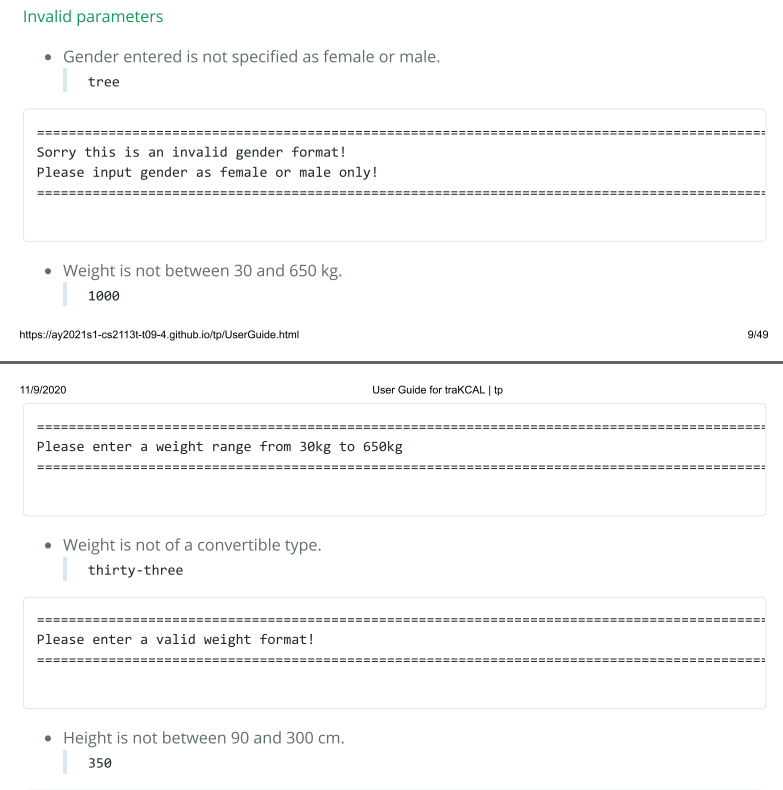 Invalid parameters
• Gender entered is not specified as female or male.
tree
============================================================================================
Sorry this is an invalid gender format!
Please input gender as female or male only!
============================================================================================
• Weight is not between 30 and 650 kg.
1000
https://ay2021s1-cs2113t-t09-4.github.io/tp/UserGuide.html 9/49
11/9/2020 User Guide for traKCAL | tp
============================================================================================
Please enter a weight range from 30kg to 650kg
============================================================================================
• Weight is not of a convertible type.
thirty-three
============================================================================================
Please enter a valid weight format!
============================================================================================
• Height is not between 90 and 300 cm.
350